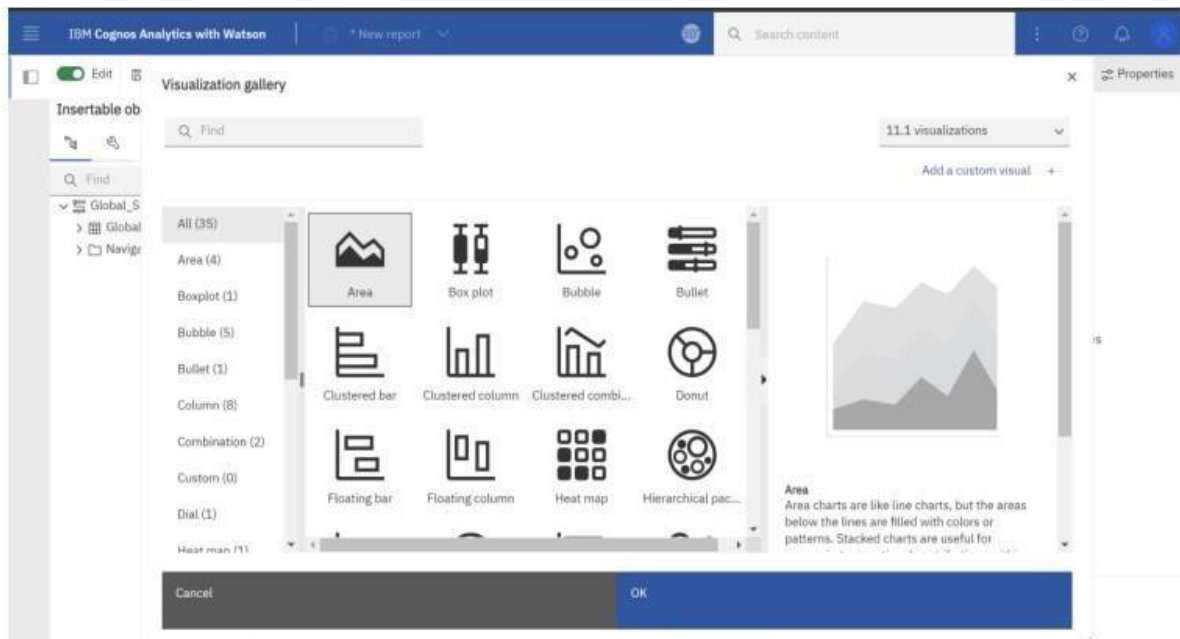 IBM Cognos Analytics with Watson
* New report
Search content
Edit
Properties
Visualization gallery
Insertable ob
Find
11.1 visualizations
Add a custom visual +
Find
Global_S
Global
Naviga
All (35)
Area (4)
Boxplot (1)
Bubble (5)
Bullet (1)
Column (8)
Combination (2)
Custom (0)
Dial (1)
Heat map (1)
Area
Box plot
Bubble
Bullet
Clustered bar
Clustered column
Clustered combi...
Donut
Floating bar
Floating column
Heat map
Hierarchical pac...
Area
Area charts are like line charts, but the areas
below the lines are filled with colors or
patterns. Stacked charts are useful for
Cancel
OK